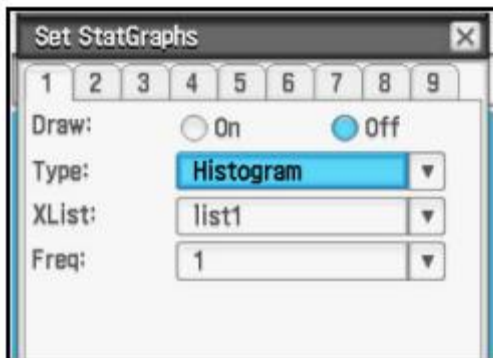 Set StatGraphs
1 2 3 4 5 6 7 8 9
Draw: On Off
Type: Histogram
XList: list1
Freq: 1